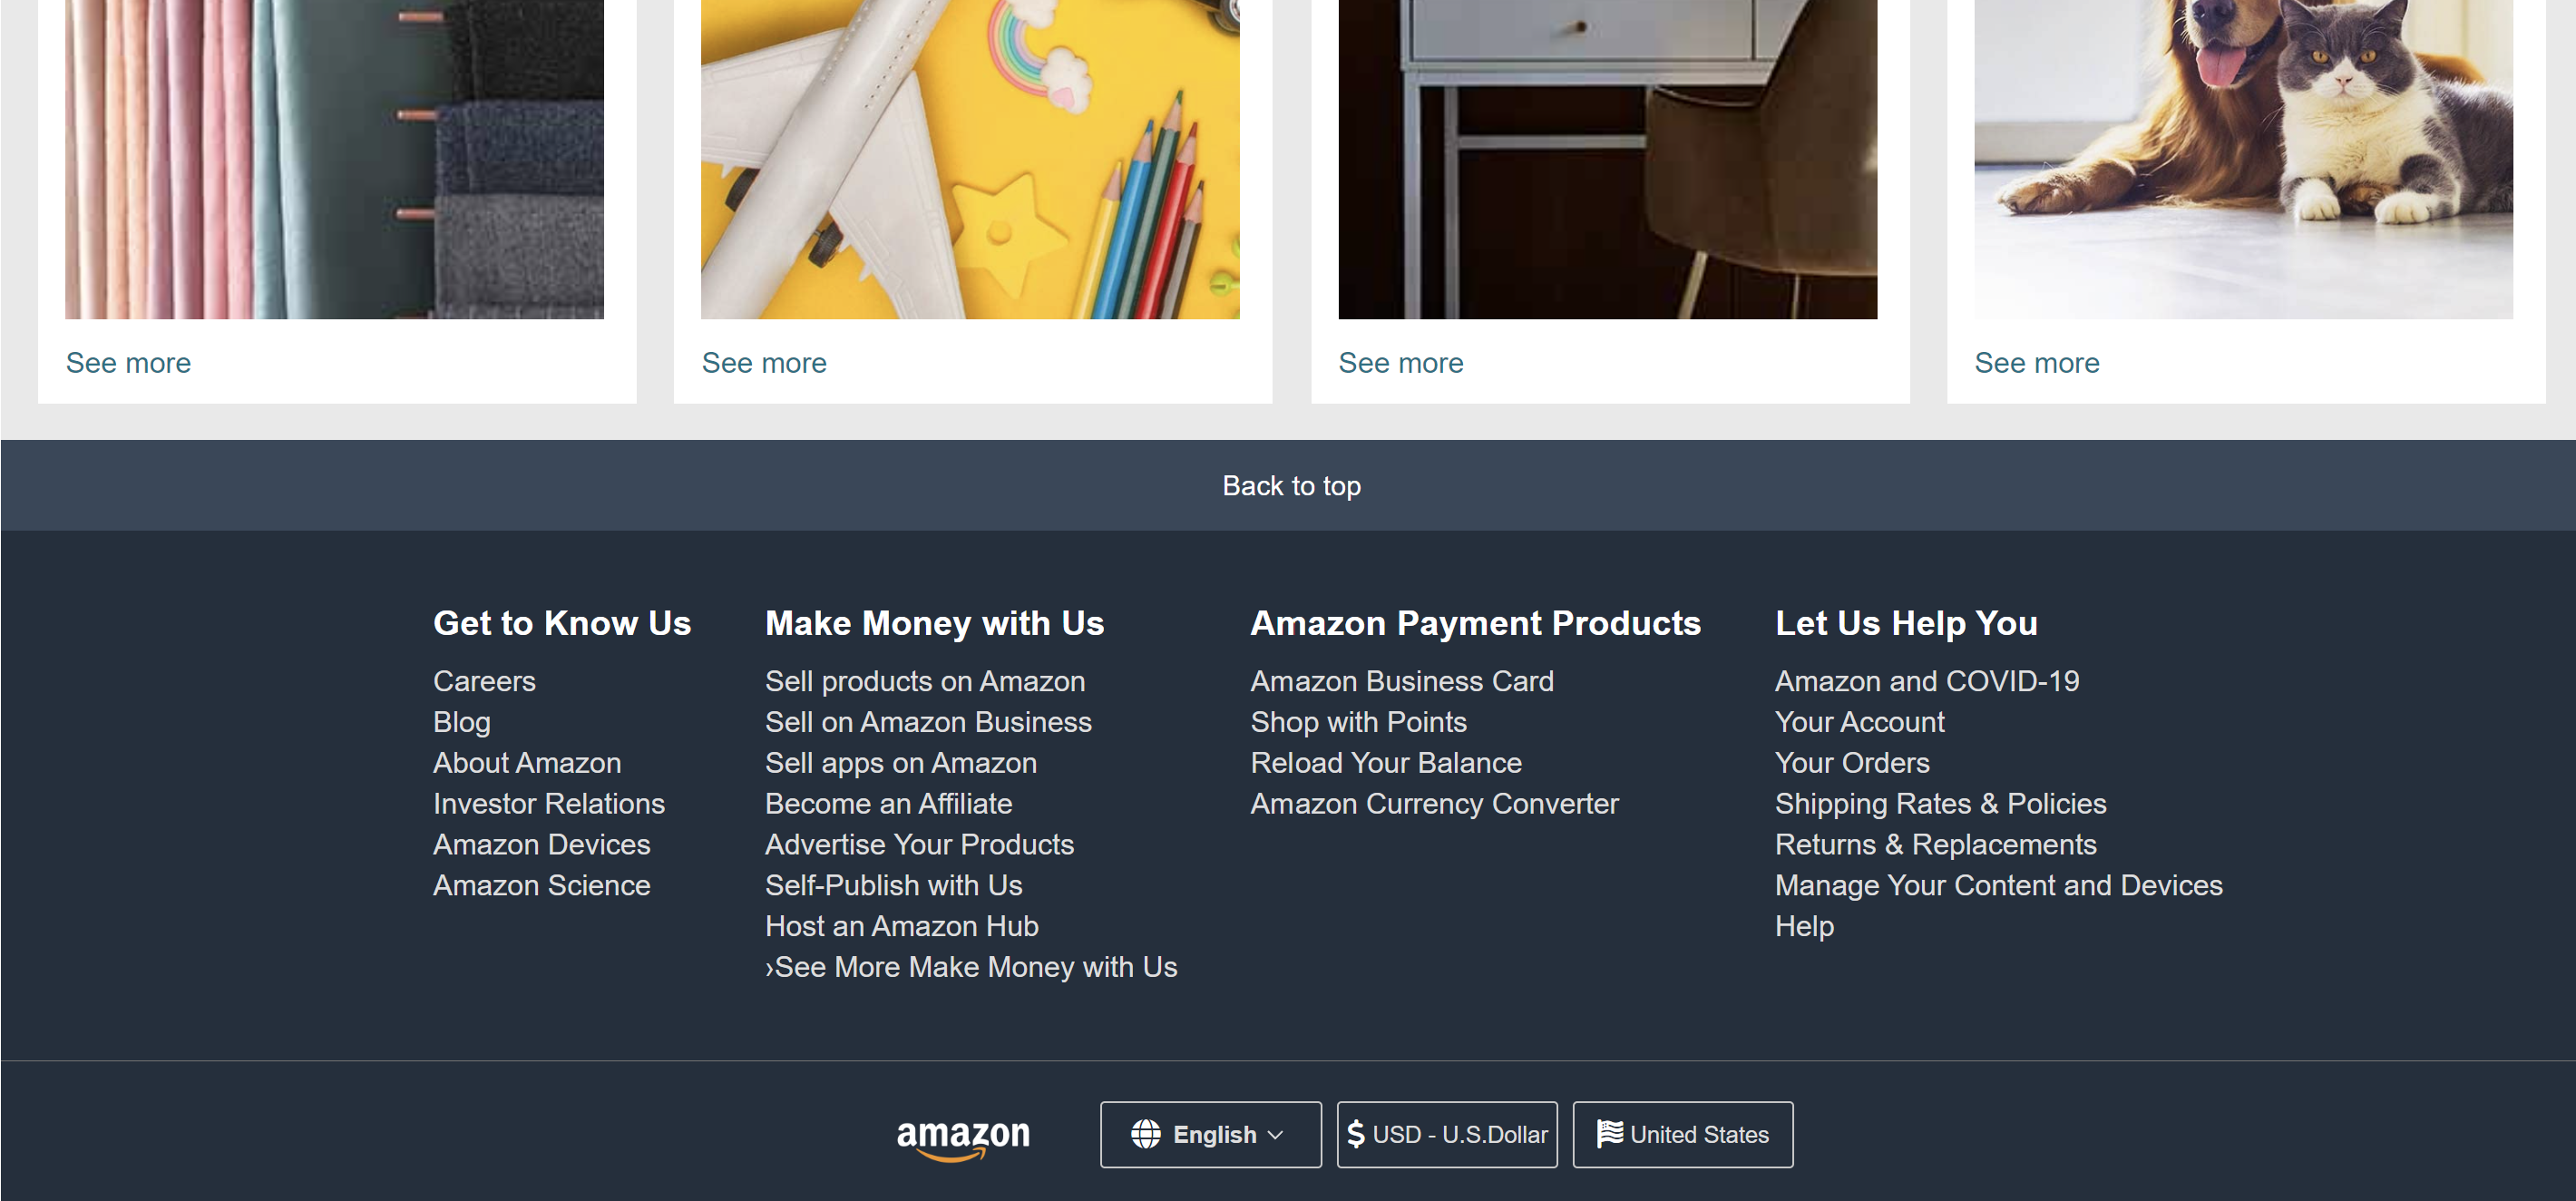 See more
See more
See more
See more
Back to top
Get to Know Us
Careers
Blog
About Amazon
Investor Relations
Amazon Devices
Amazon Science
Make Money with Us
Sell products on Amazon
Sell on Amazon Business
Sell apps on Amazon
Become an Affiliate
Advertise Your Products
Self-Publish with Us
Host an Amazon Hub
›See More Make Money with Us
Amazon Payment Products
Amazon Business Card
Shop with Points
Reload Your Balance
Amazon Currency Converter
Let Us Help You
Amazon and COVID-19
Your Account
Your Orders
Shipping Rates & Policies
Returns & Replacements
Manage Your Content and Devices
Help
amazon
English
$ USD - U.S.Dollar
United States